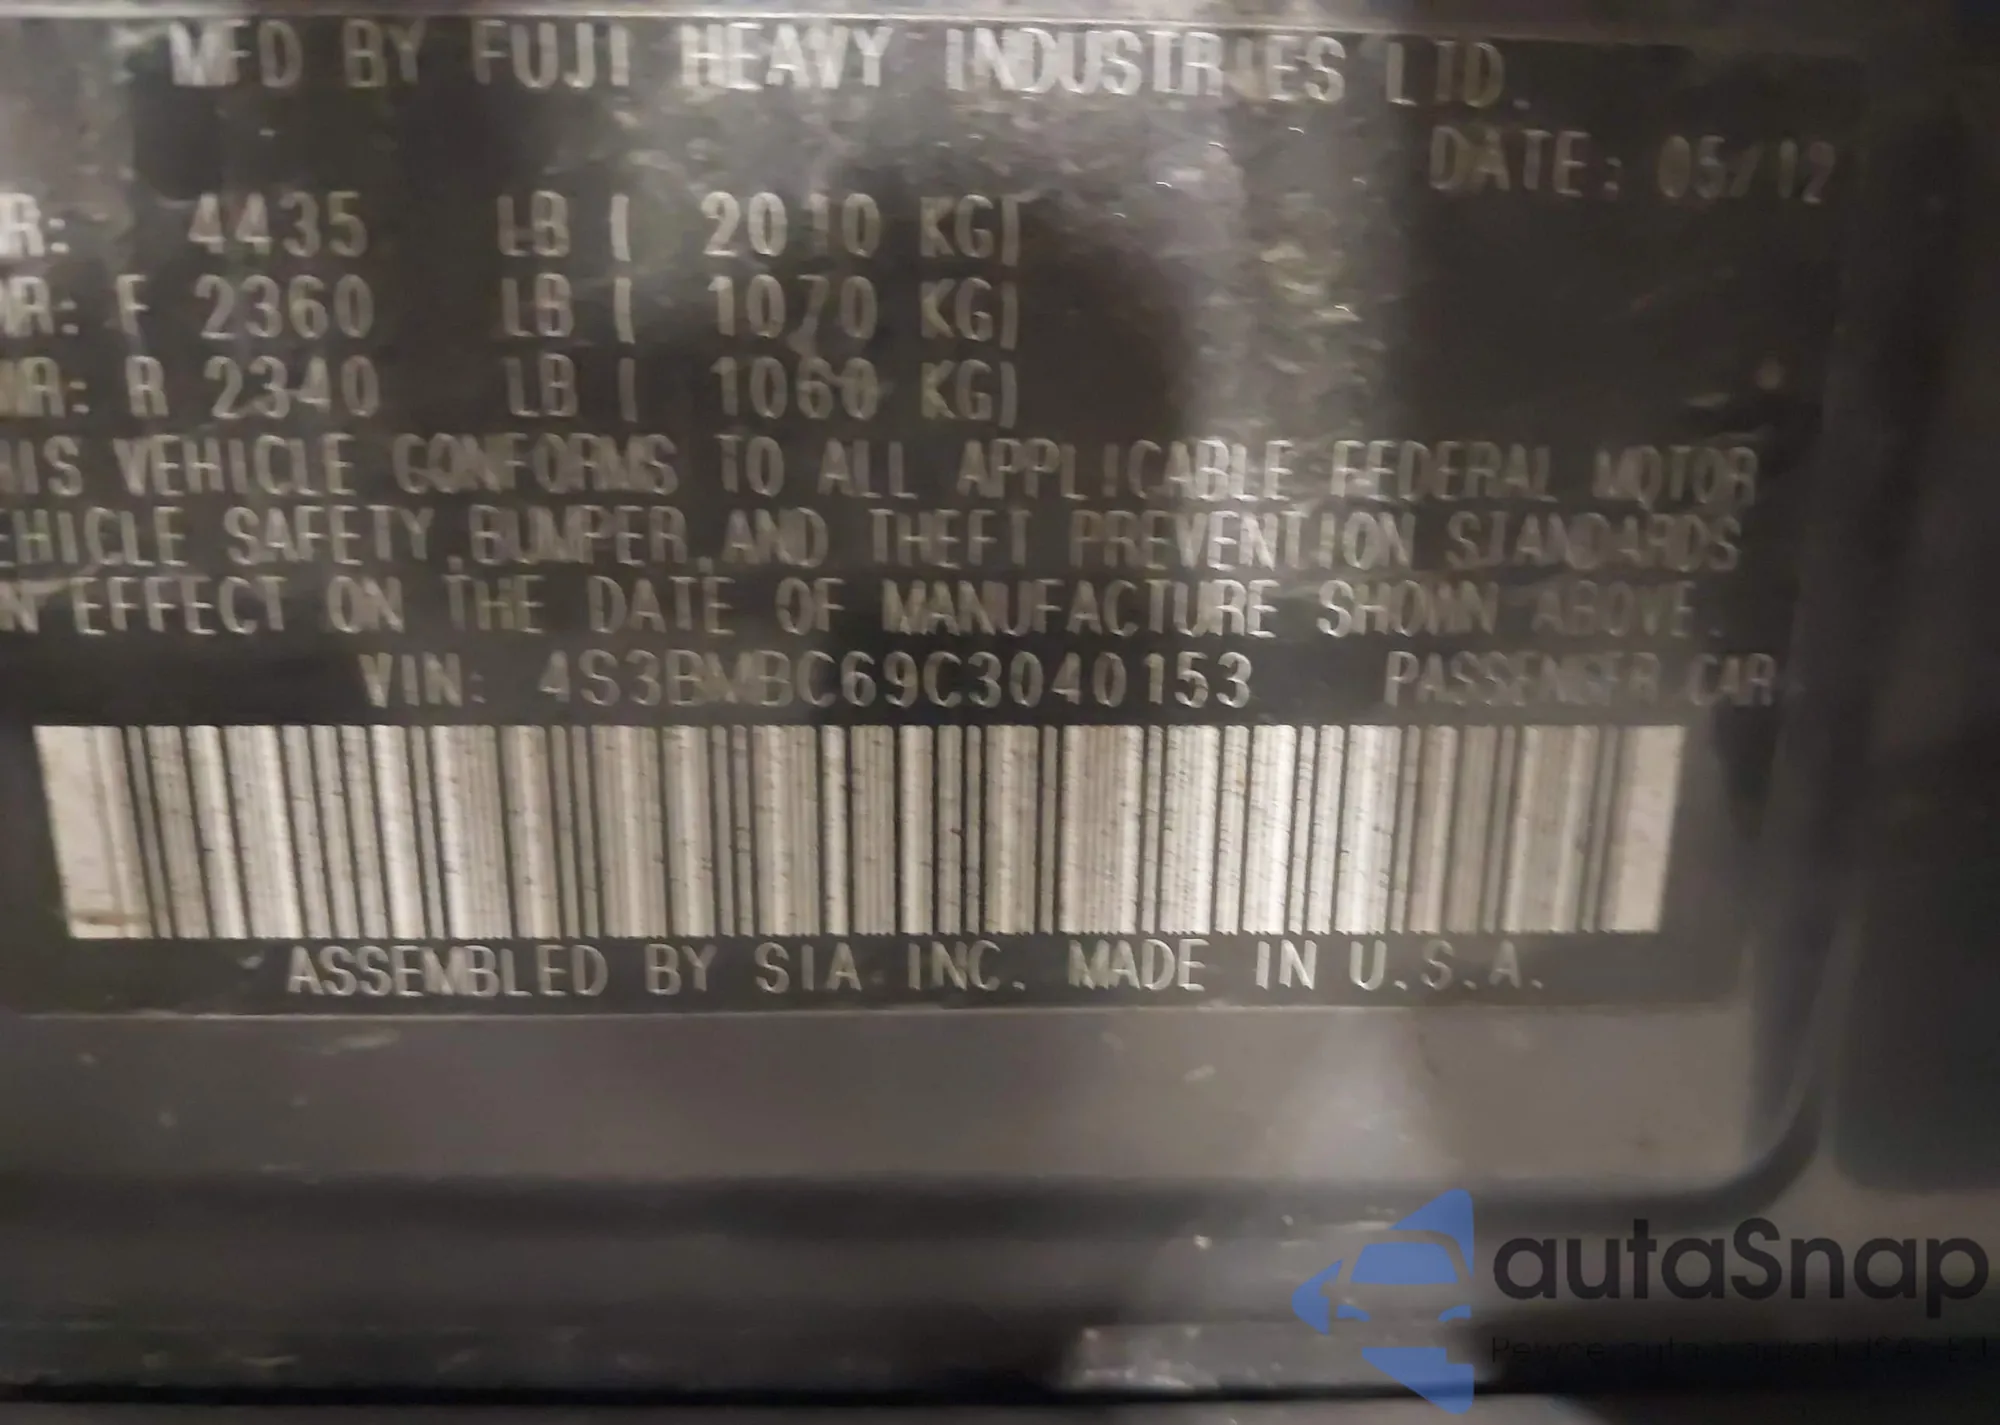 MFD BY FUJI HEAVY INDUSTRIES LTD.
DATE: 05/12
R: 4435 LB ( 2010 KG)
WR: F 2360 LB ( 1070 KG)
WR: R 2340 LB ( 1060 KG)
HIS VEHICLE CONFORMS TO ALL APPLICABLE FEDERAL MOTOR
EHICLE SAFETY,BUMPER,AND THEFT PREVENTION STANDARDS
N EFFECT ON THE DATE OF MANUFACTURE SHOWN ABOVE.
VIN: 4S3BMBC69C3040153 PASSENGER CAR
ASSEMBLED BY SIA INC. MADE IN U.S.A.
autaSnap